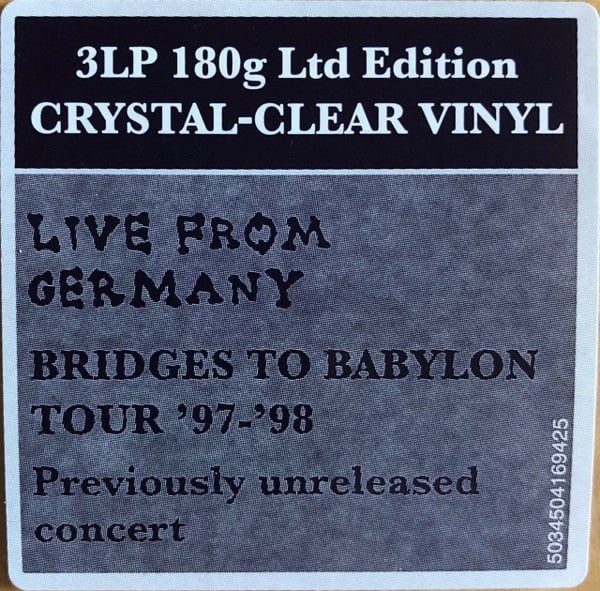 3LP 180g Ltd Edition
CRYSTAL-CLEAR VINYL
LIVE FROM
GERMANY
BRIDGES TO BABYLON
TOUR ’97-’98
Previously unreleased
concert
5034504169425